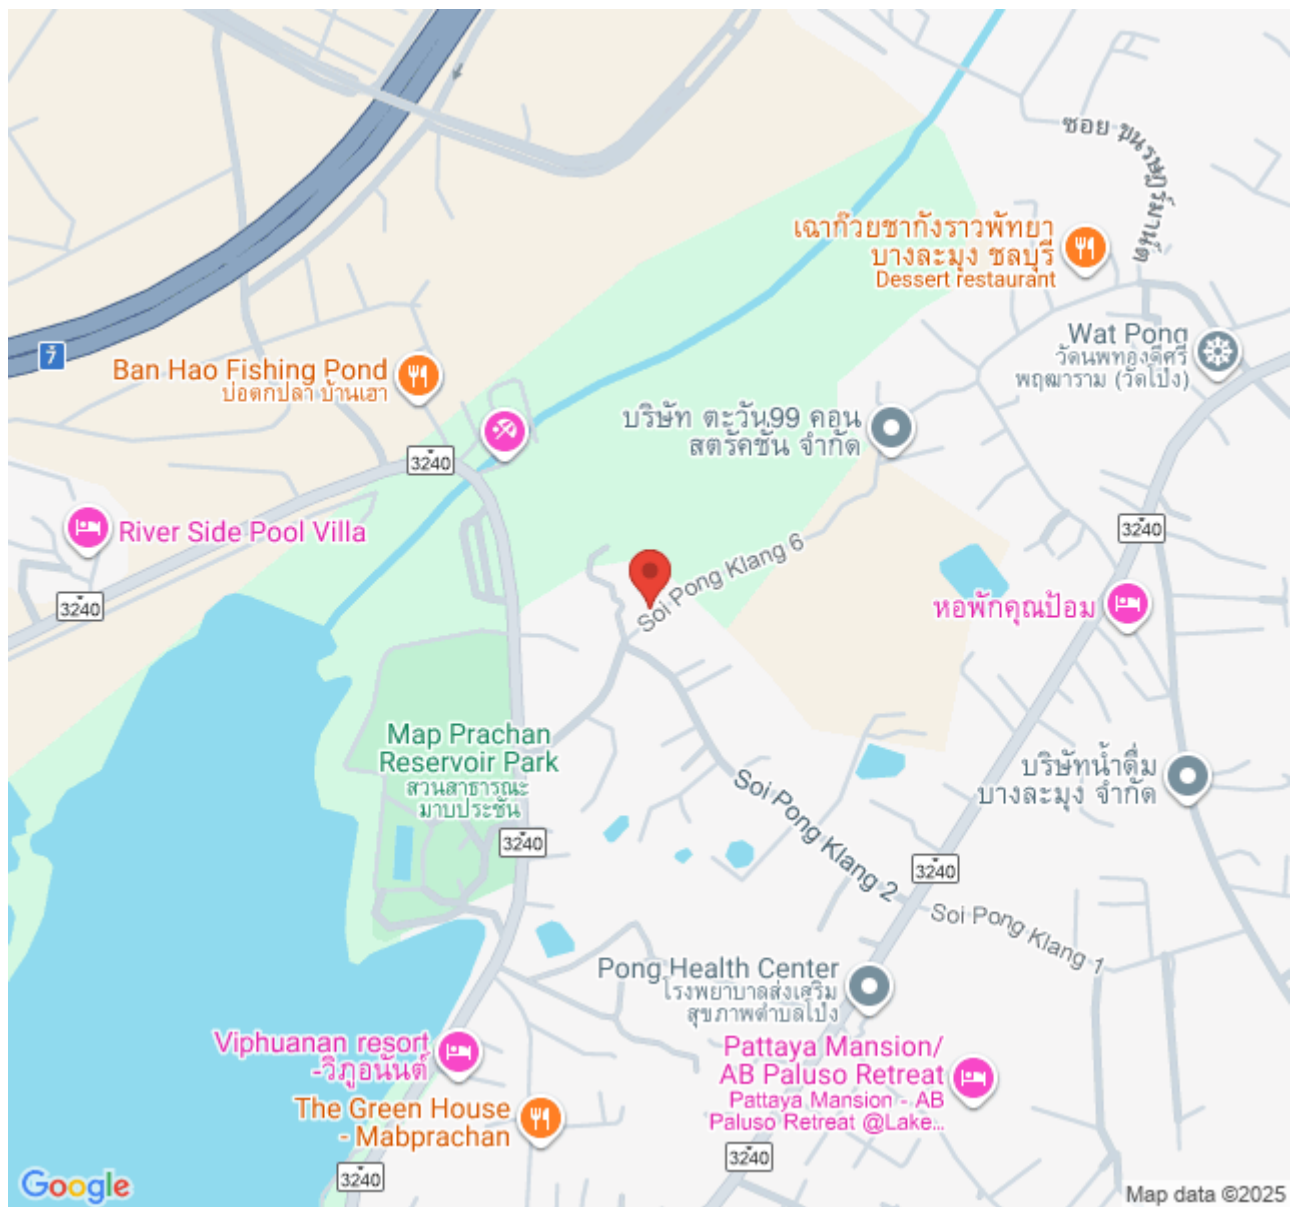 ซอย ขุนราษฎร์มานัต
เฉาก๊วยชากังราวพัทยา
บางละมุง ชลบุรี
Dessert restaurant
Wat Pong
วัดนพทองดีศรี
พฤฒาราม (วัดโป่ง)
7
Ban Hao Fishing Pond
บ่อตกปลา บ้านเฮา
บริษัท ตะวัน99 คอน
สตรัคชัน จำกัด
3240
River Side Pool Villa
3240
3240
Soi Pong Klang 6
หอพักคุณป้อม
Map Prachan
Reservoir Park
สวนสาธารณะ
มาบประชัน
บริษัทน้ำดื่ม
บางละมุง จำกัด
Soi Pong Klang 2
3240
3240
Soi Pong Klang 1
Pong Health Center
โรงพยาบาลส่งเสริม
สุขภาพตำบลโป่ง
Viphuanan resort
-วิภูอนันต์
Pattaya Mansion/
AB Paluso Retreat
Pattaya Mansion - AB
Paluso Retreat @Lake...
The Green House
- Mabprachan
3240
3240
Google
Map data ©2025